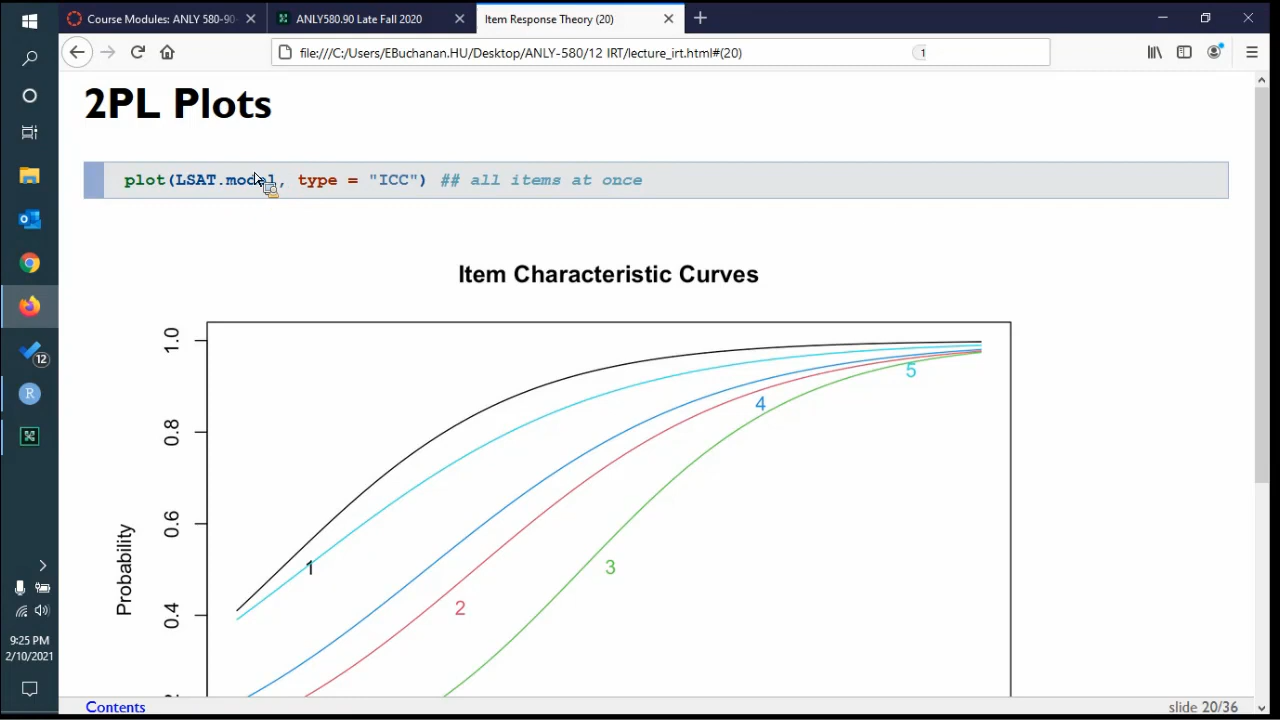 Course Modules: ANLY 580-90-
ANLY580.90 Late Fall 2020
Item Response Theory (20)
file:///C:/Users/EBuchanan.HU/Desktop/ANLY-580/12 IRT/lecture_irt.html#(20)
1
2PL Plots
plot(LSAT.model, type = "ICC") ## all items at once
Item Characteristic Curves
Probability
1.0
0.8
0.6
0.4
1
2
3
4
5
12
9:25 PM
2/10/2021
Contents
slide 20/36